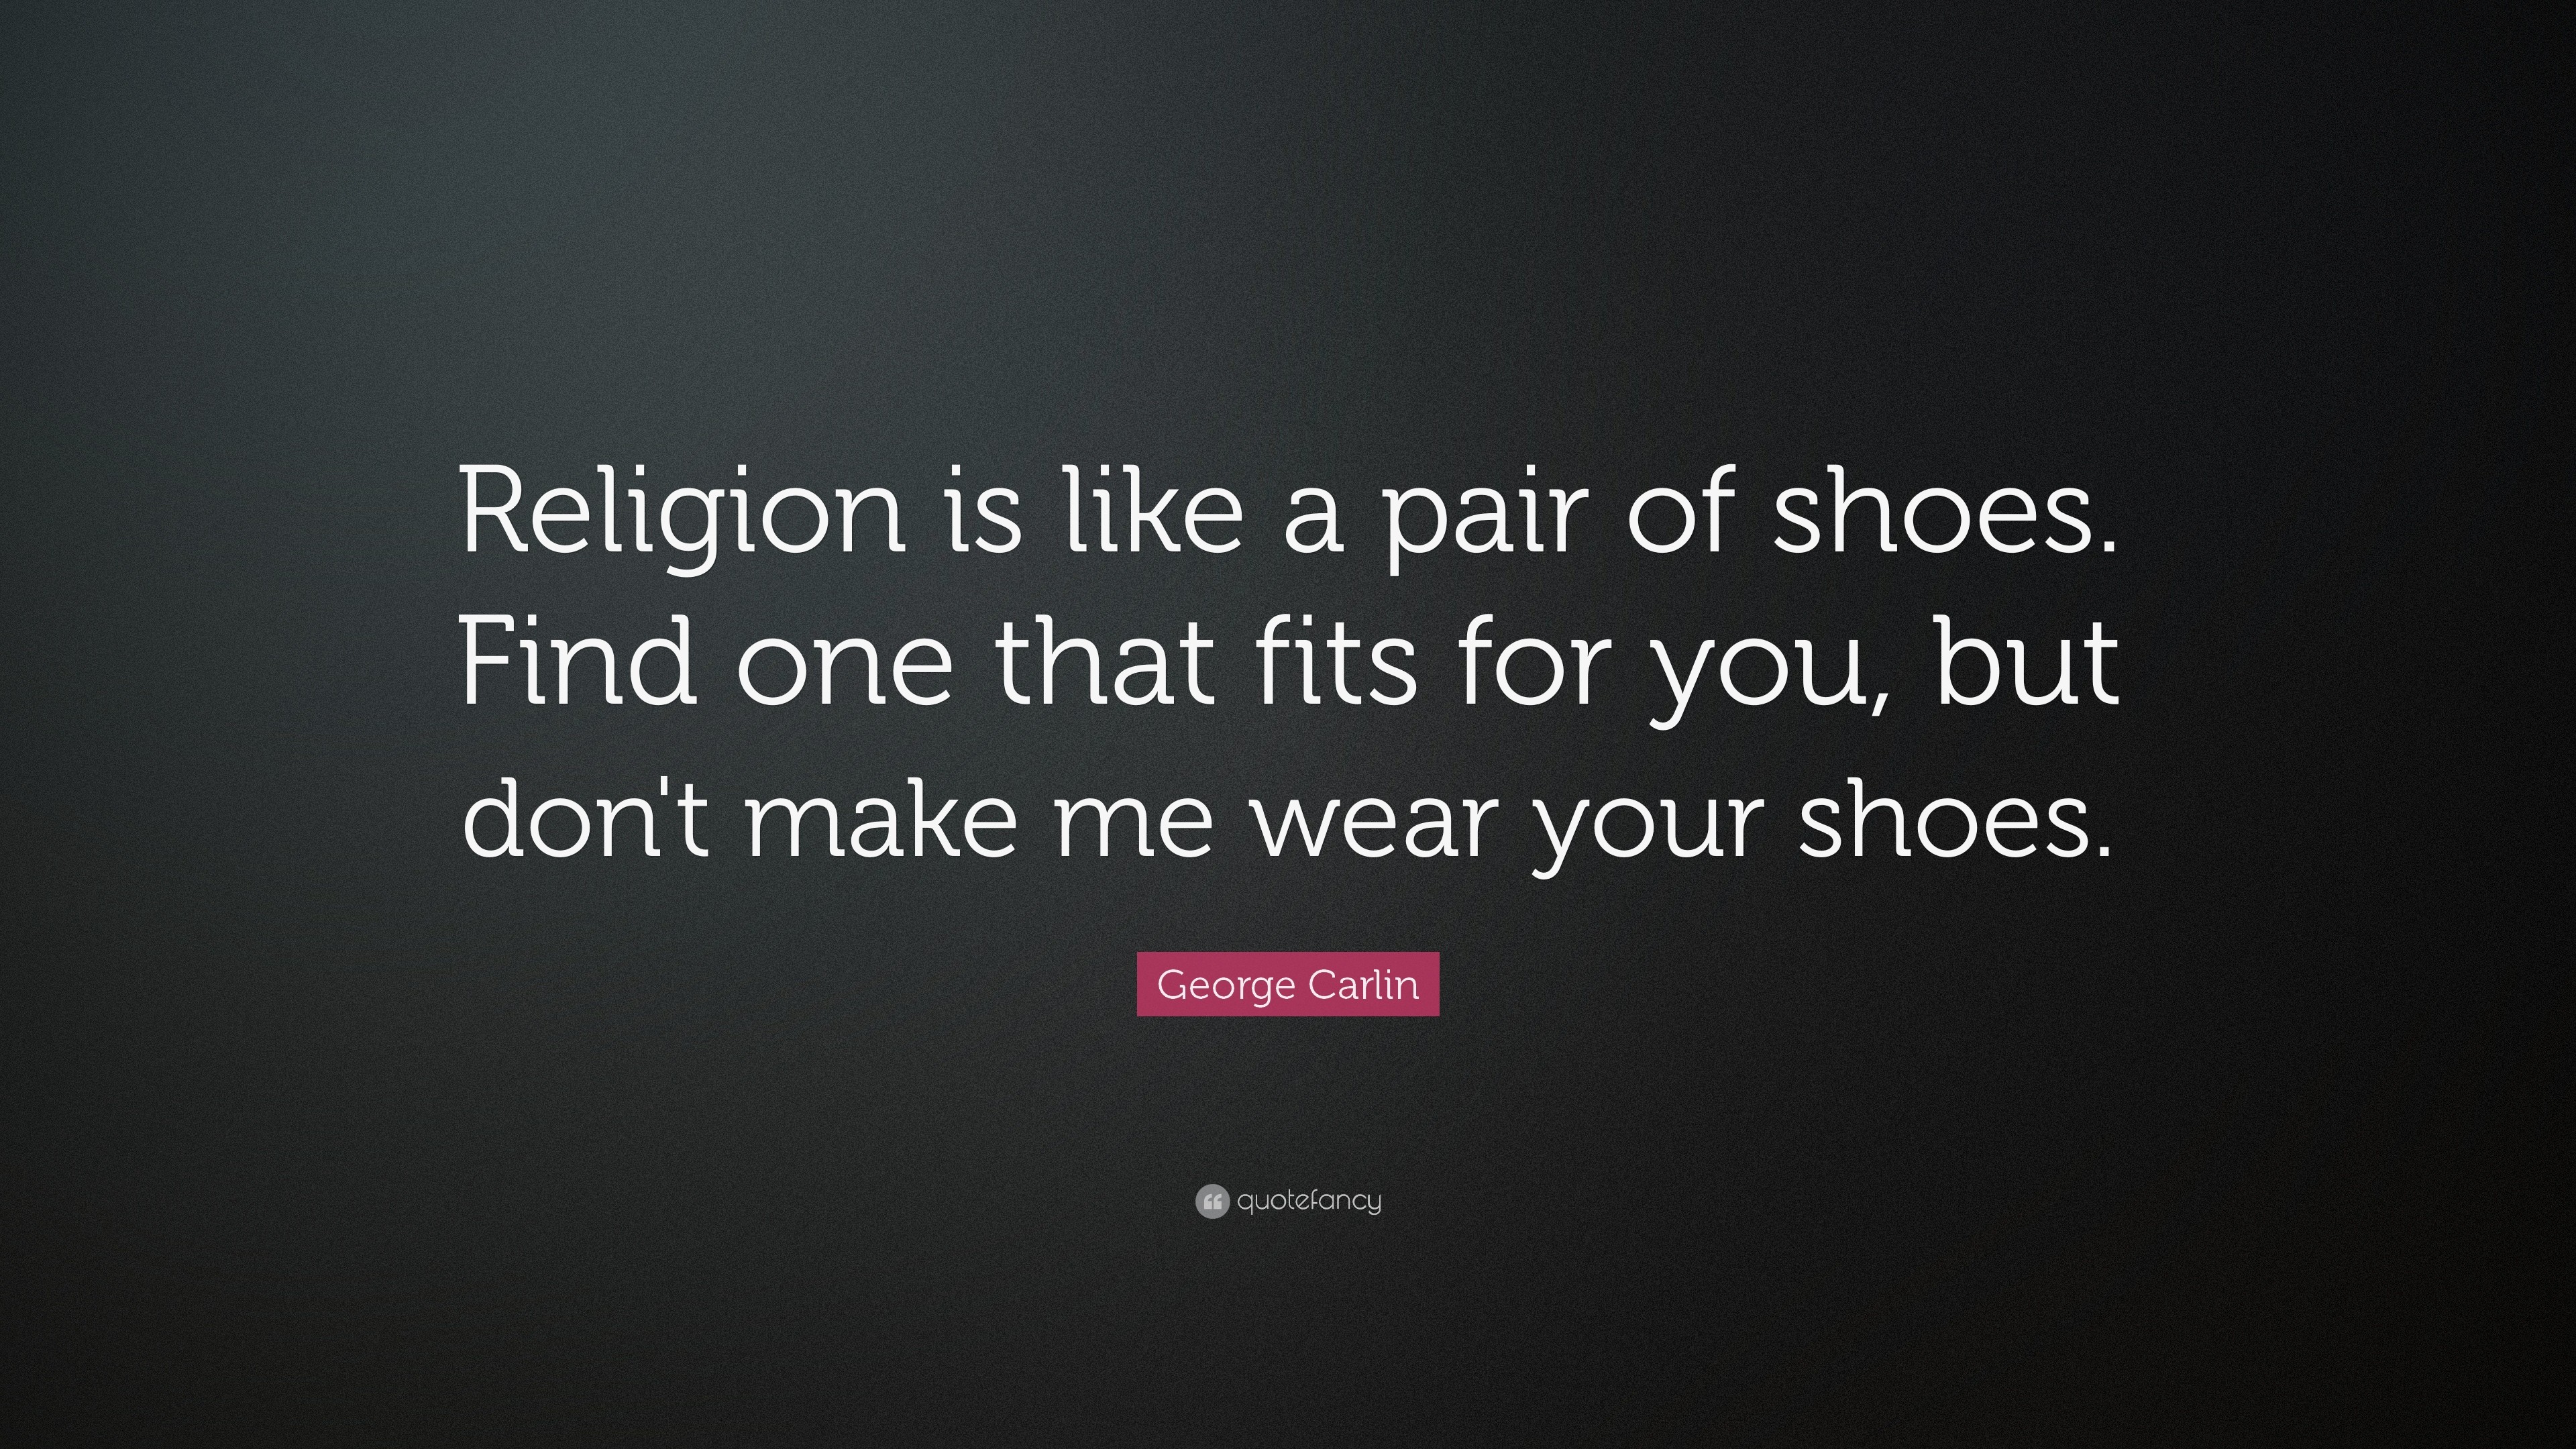 Religion is like a pair of shoes.
Find one that fits for you, but
don't make me wear your shoes.
George Carlin
quotefancy